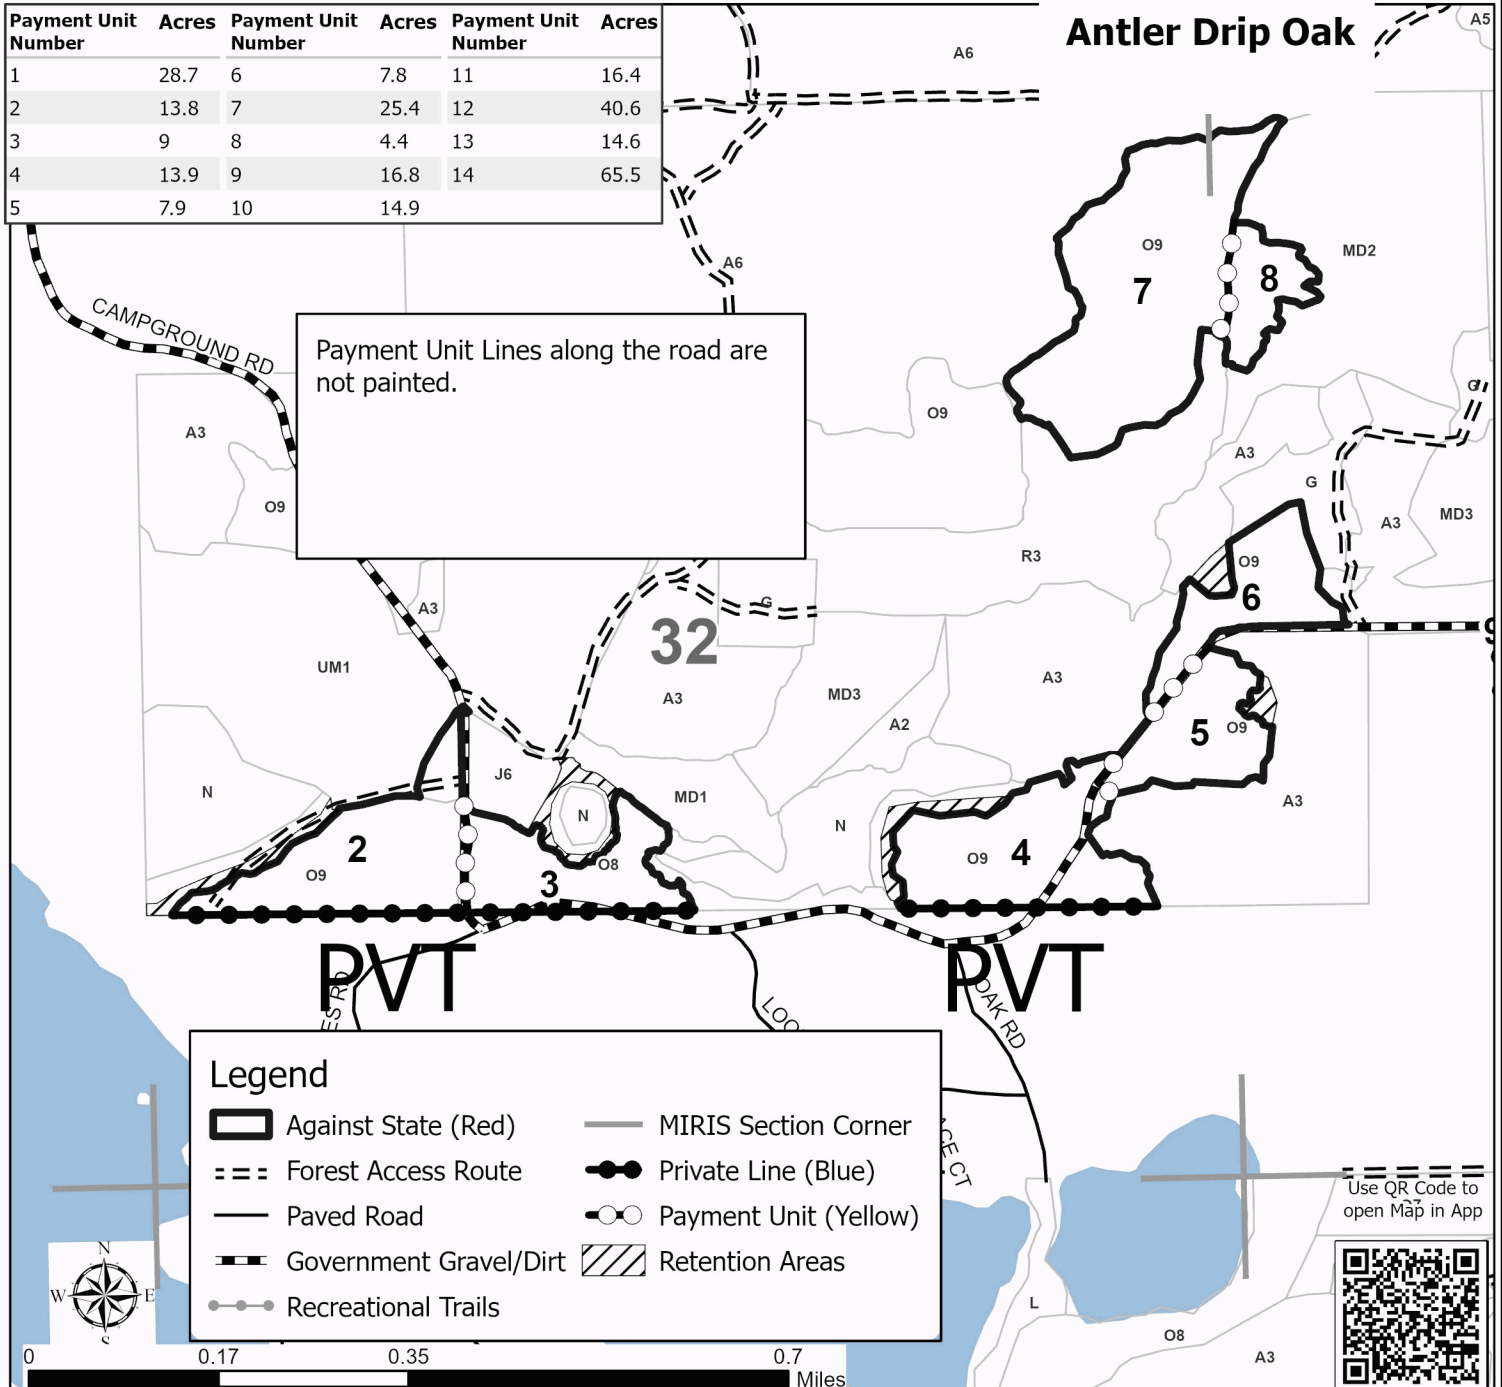 Antler Drip Oak
Payment Unit Number Acres Payment Unit Number Acres Payment Unit Number Acres
1 28.7 6 7.8 11 16.4
2 13.8 7 25.4 12 40.6
3 9 8 4.4 13 14.6
4 13.9 9 16.8 14 65.5
5 7.9 10 14.9
A5
A6
A6
O9
7
8
MD2
CAMPGROUND RD
Payment Unit Lines along the road are
not painted.
A3
O9
O9
A3
G
G
A3
MD3
R3
O9
6
A3
G
32
UM1
A3
MD3
A2
A3
5
O9
N
J6
N
MD1
N
A3
2
O9
3
O8
O9
4
PVT
PVT
ES RD
LOO
OAK RD
ACE CT
Legend
Against State (Red)
Forest Access Route
Paved Road
Government Gravel/Dirt
Recreational Trails
MIRIS Section Corner
Private Line (Blue)
Payment Unit (Yellow)
Retention Areas
Use QR Code to
open Map in App
N
W E
S
L
O8
A3
0 0.17 0.35 0.7
Miles